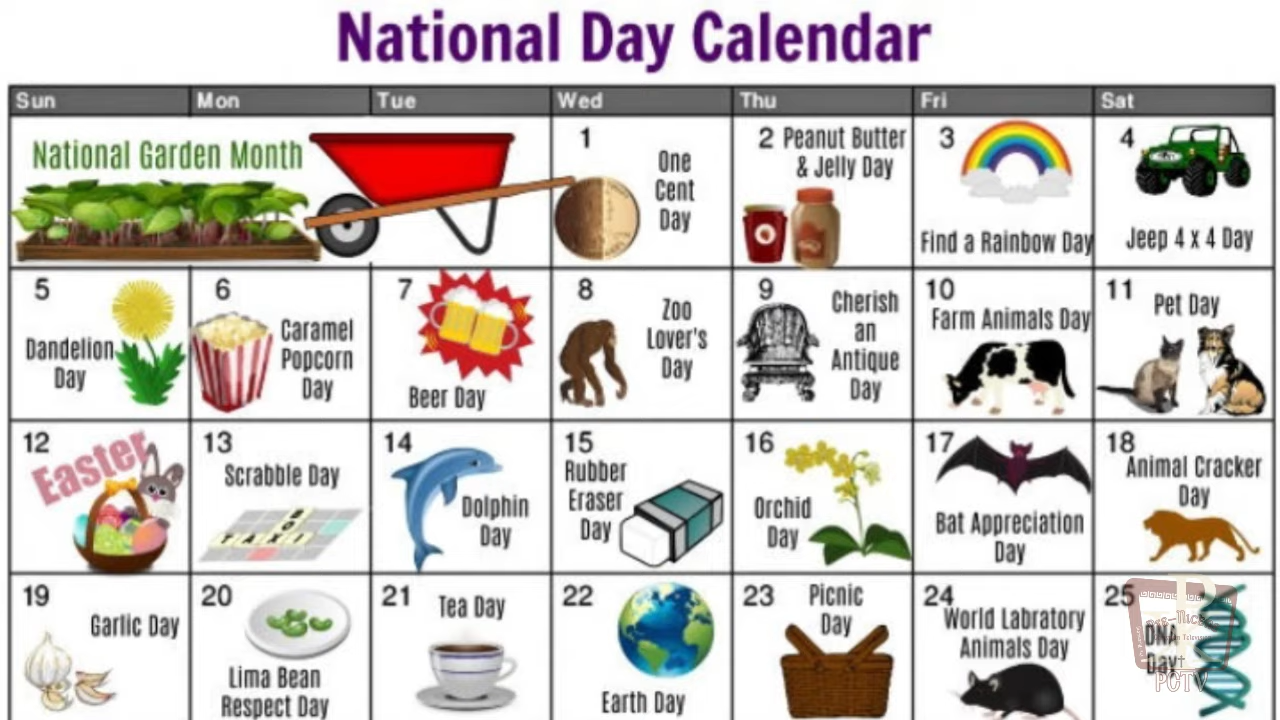 National Day Calendar
Sun Mon Tue Wed Thu Fri Sat
National Garden Month
1
One
Cent
Day
2 Peanut Butter
& Jelly Day
3
Find a Rainbow Day
4
Jeep 4 x 4 Day
5
Dandelion
Day
6
Caramel
Popcorn
Day
7
Beer Day
8
Zoo
Lover's
Day
9
Cherish
an
Antique
Day
10
Farm Animals Day
11
Pet Day
12
Easter
13
Scrabble Day
TAXI
14
Dolphin
Day
15
Rubber
Eraser
Day
16
Orchid
Day
17
Bat Appreciation
Day
18
Animal Cracker
Day
19
Garlic Day
20
Lima Bean
Respect Day
21
Tea Day
22
Earth Day
23
Picnic
Day
24
World Labratory
Animals Day
25
DNA
Day
PCTV